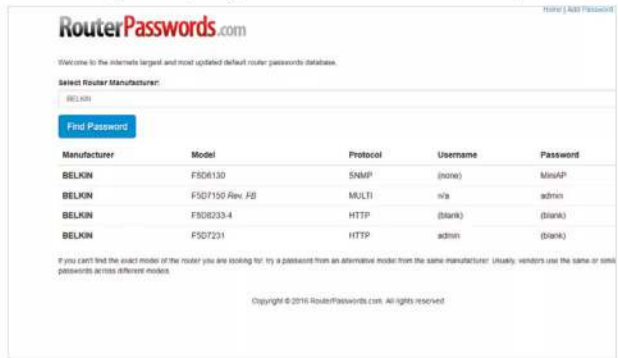 Home | Add Password
RouterPasswords.com
Welcome to the internets largest and most updated default router passwords database.
Select Router Manufacturer:
BELKIN
Find Password
Manufacturer Model Protocol Username Password
BELKIN F5D6130 SNMP (none) MiniAP
BELKIN F5D7150 Rev. FB MULTI n/a admin
BELKIN F5D8233-4 HTTP (blank) (blank)
BELKIN F5D7231 HTTP admin (blank)
If you can't find the exact model of the router you are looking for, try a password from an alternative model from the same manufacturer. Usually, vendors use the same or simil
passwords across different models.
Copyright © 2016 RouterPasswords.com. All rights reserved